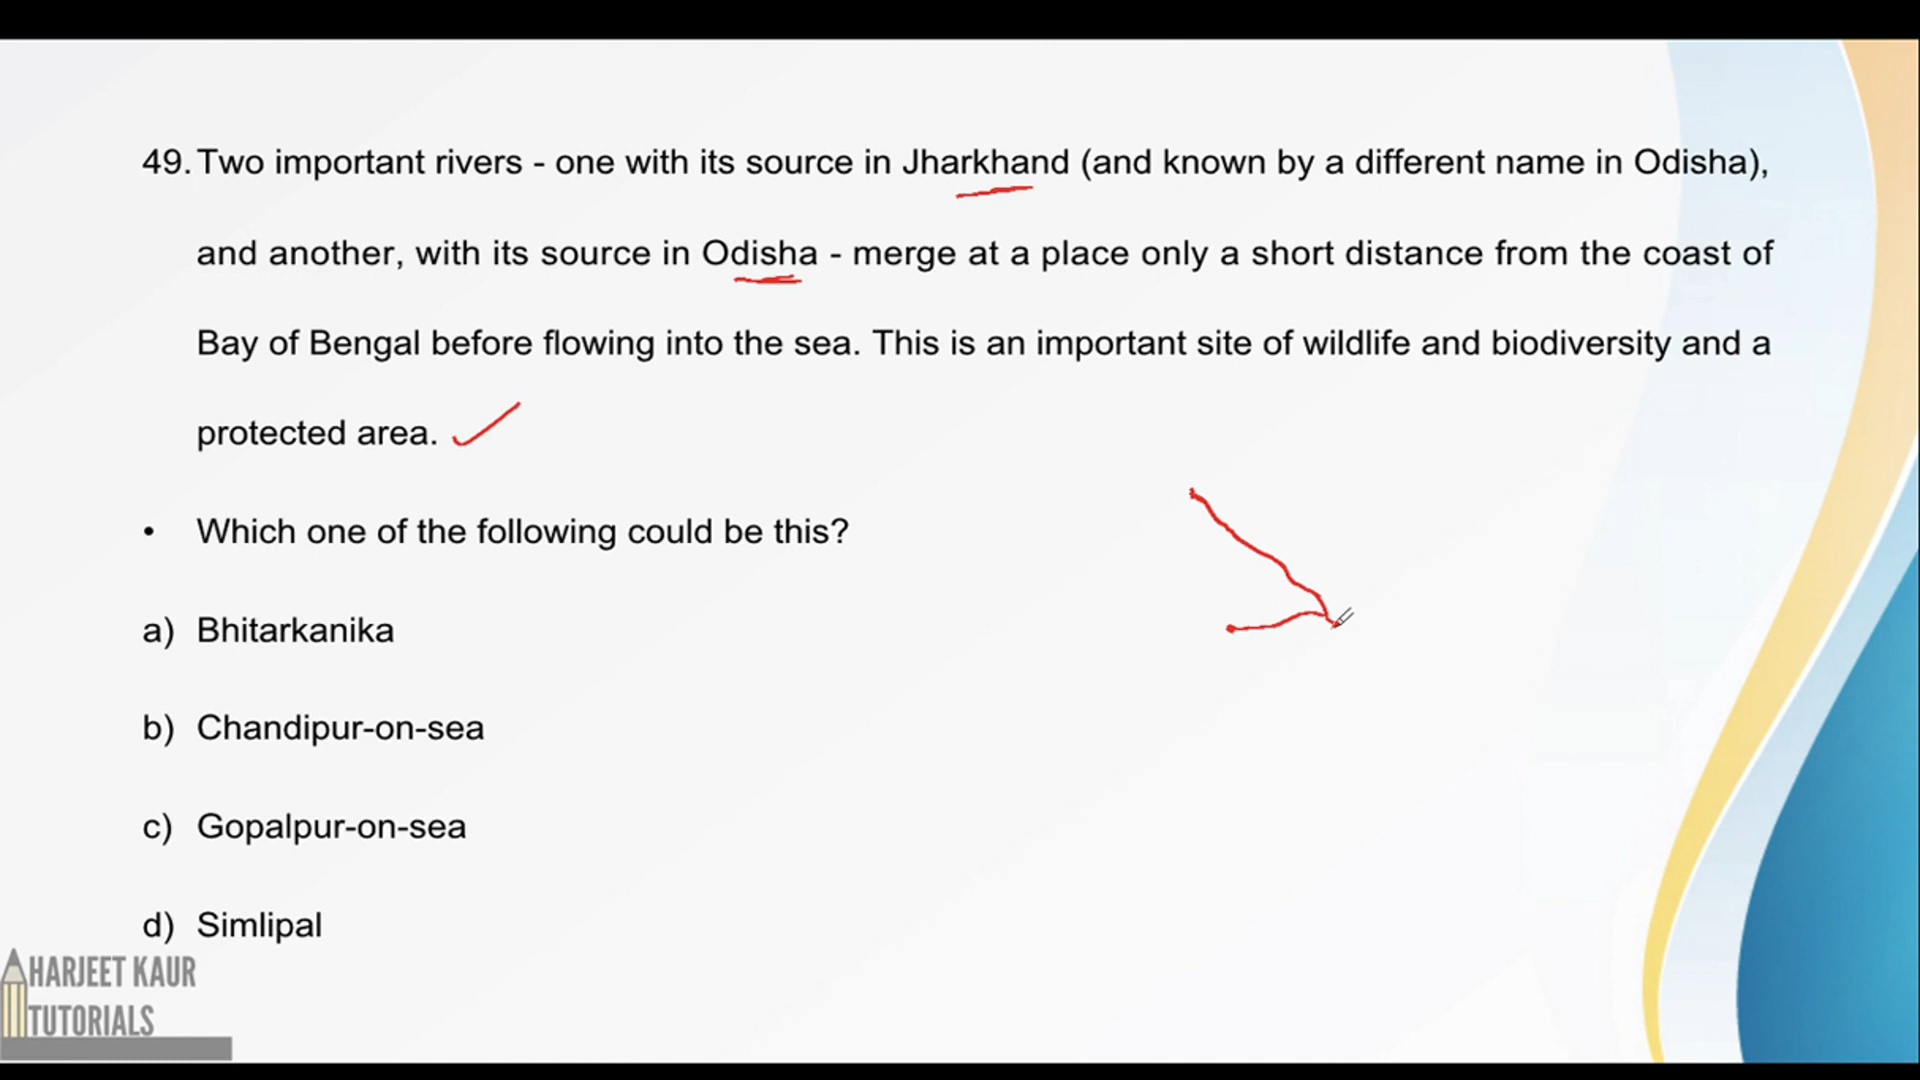 49. Two important rivers - one with its source in Jharkhand (and known by a different name in Odisha),
and another, with its source in Odisha - merge at a place only a short distance from the coast of
Bay of Bengal before flowing into the sea. This is an important site of wildlife and biodiversity and a
protected area.
• Which one of the following could be this?
a) Bhitarkanika
b) Chandipur-on-sea
c) Gopalpur-on-sea
d) Simlipal
HARJEET KAUR
TUTORIALS